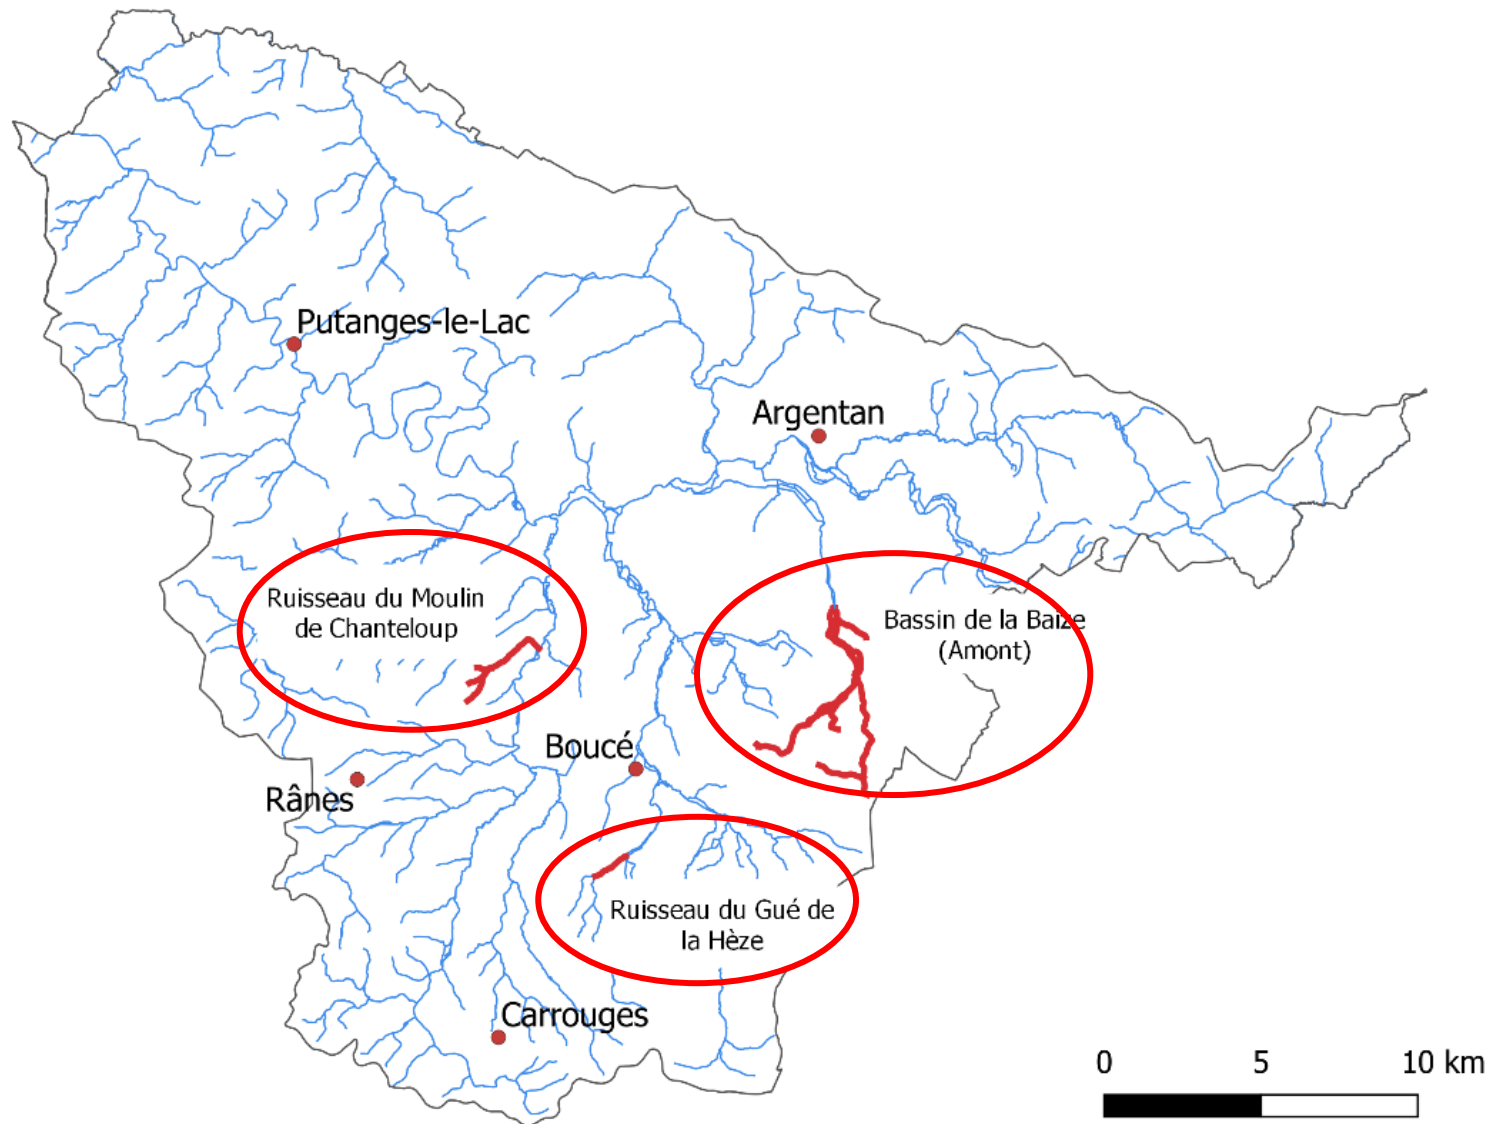 Putanges-le-Lac
Argentan
Ruisseau du Moulin
de Chanteloup
Bassin de la Baize
(Amont)
Boucé
Rânes
Ruisseau du Gué de
la Hèze
Carrouges
0 5 10 km